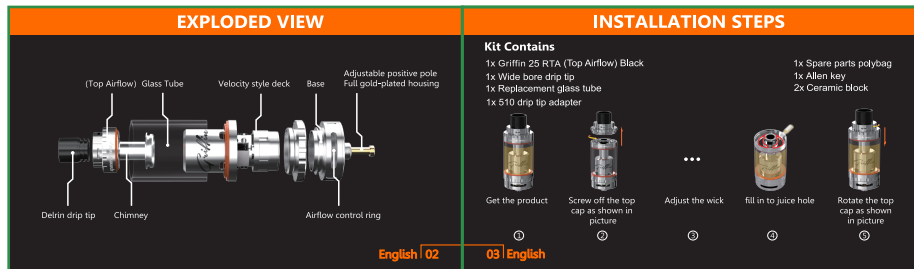 EXPLODED VIEW
Adjustable positive pole
(Top Airflow)
Glass Tube
Velocity style deck
Base
Full gold-plated housing
Griffin
Delrin drip tip
Chimney
Airflow control ring
English 02
INSTALLATION STEPS
Kit Contains
1x Griffin 25 RTA (Top Airflow) Black
1x Wide bore drip tip
1x Replacement glass tube
1x 510 drip tip adapter
1x Spare parts polybag
1x Allen key
2x Ceramic block
...
Get the product
Screw off the top
cap as shown in
picture
Adjust the wick
fill in to juice hole
Rotate the top
cap as shown
in picture
①
②
③
④
⑤
03 English